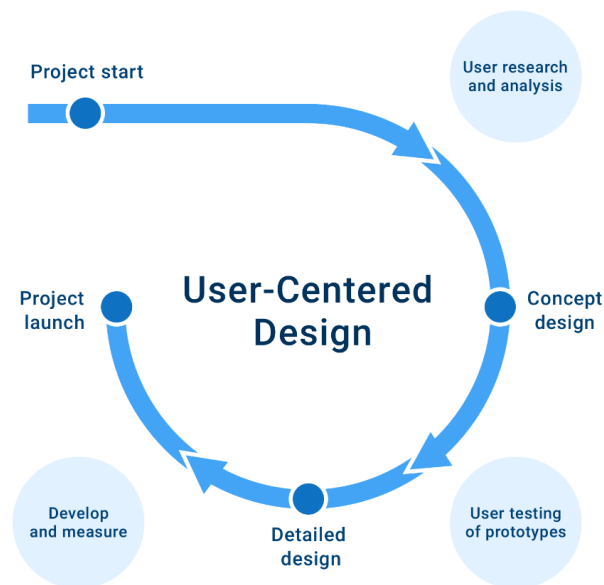 Project start
User research
and analysis
User-Centered
Design
Concept
design
Project
launch
User testing
of prototypes
Detailed
design
Develop
and measure